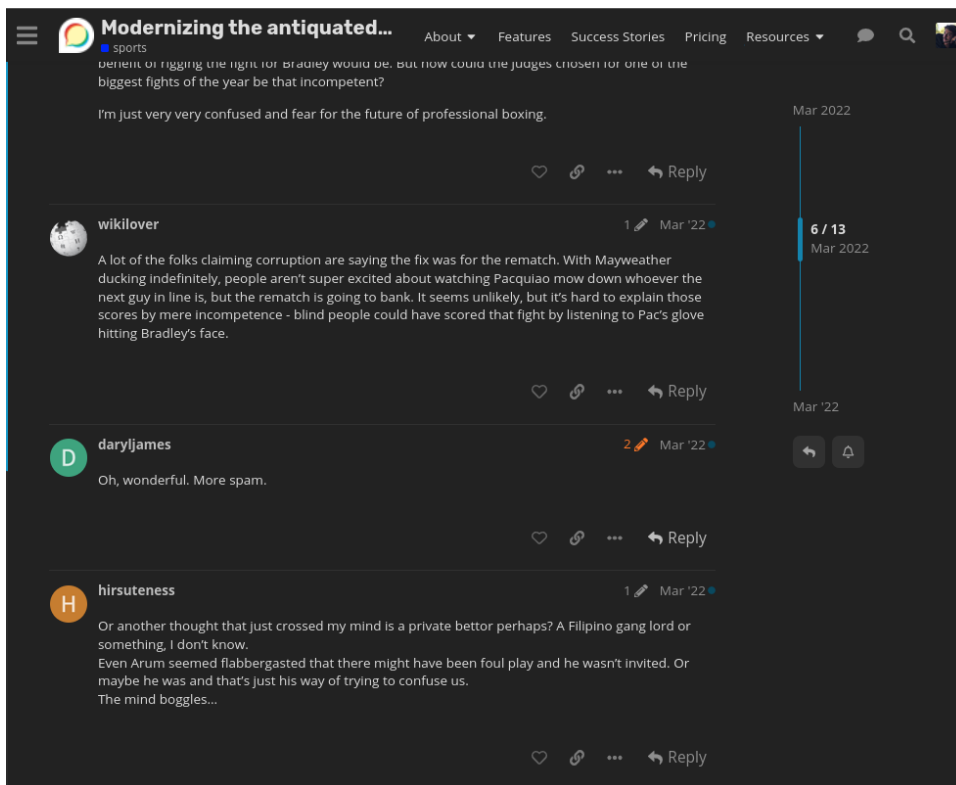 Modernizing the antiquated...
sports
About
Features
Success Stories
Pricing
Resources
benefit of rigging the fight for Bradley would be. But how could the judges chosen for one of the
biggest fights of the year be that incompetent?
I'm just very very confused and fear for the future of professional boxing.
Reply
Mar 2022
6 / 13
Mar 2022
Mar '22
wikilover
1
Mar '22
A lot of the folks claiming corruption are saying the fix was for the rematch. With Mayweather
ducking indefinitely, people aren't super excited about watching Pacquiao mow down whoever the
next guy in line is, but the rematch is going to bank. It seems unlikely, but it's hard to explain those
scores by mere incompetence - blind people could have scored that fight by listening to Pac's glove
hitting Bradley's face.
Reply
D
daryljames
2
Mar '22
Oh, wonderful. More spam.
Reply
H
hirsuteness
1
Mar '22
Or another thought that just crossed my mind is a private bettor perhaps? A Filipino gang lord or
something, I don't know.
Even Arum seemed flabbergasted that there might have been foul play and he wasn't invited. Or
maybe he was and that's just his way of trying to confuse us.
The mind boggles...
Reply